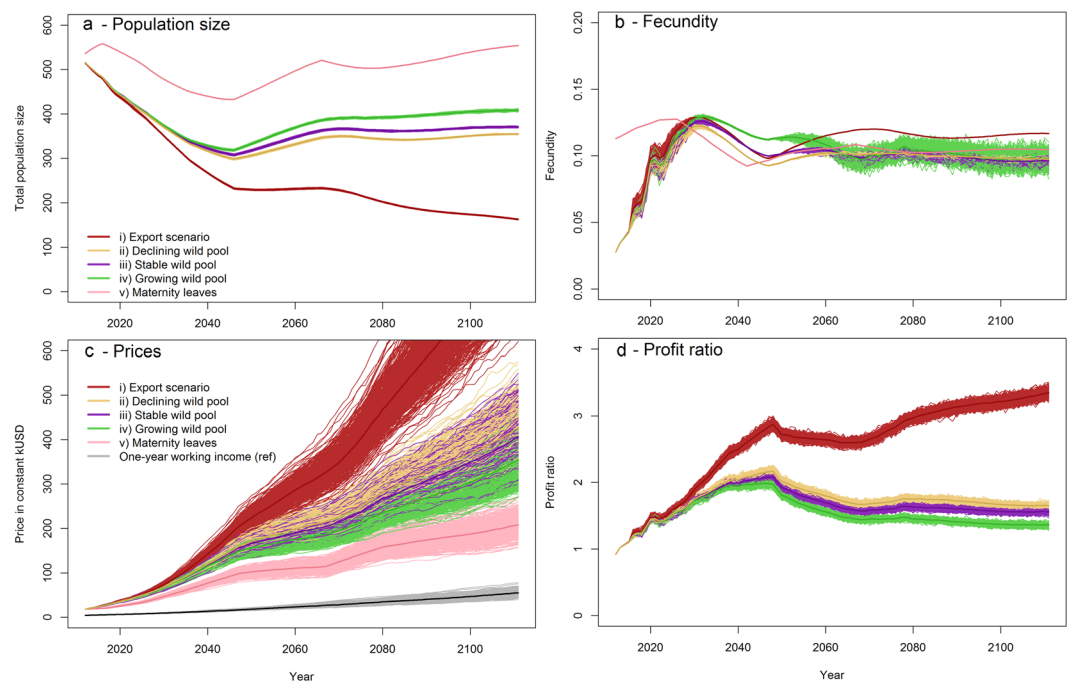 a - Population size
600
500
400
300
200
100
0
Total population size
i) Export scenario
ii) Declining wild pool
iii) Stable wild pool
iv) Growing wild pool
v) Maternity leaves
2020 2040 2060 2080 2100
b - Fecundity
0.20
0.15
0.10
0.05
0.00
Fecundity
2020 2040 2060 2080 2100
c - Prices
600
500
400
300
200
100
0
Price in constant kUSD
i) Export scenario
ii) Declining wild pool
iii) Stable wild pool
iv) Growing wild pool
v) Maternity leaves
One-year working income (ref)
2020 2040 2060 2080 2100
Year
d - Profit ratio
4
3
2
1
0
Profit ratio
2020 2040 2060 2080 2100
Year